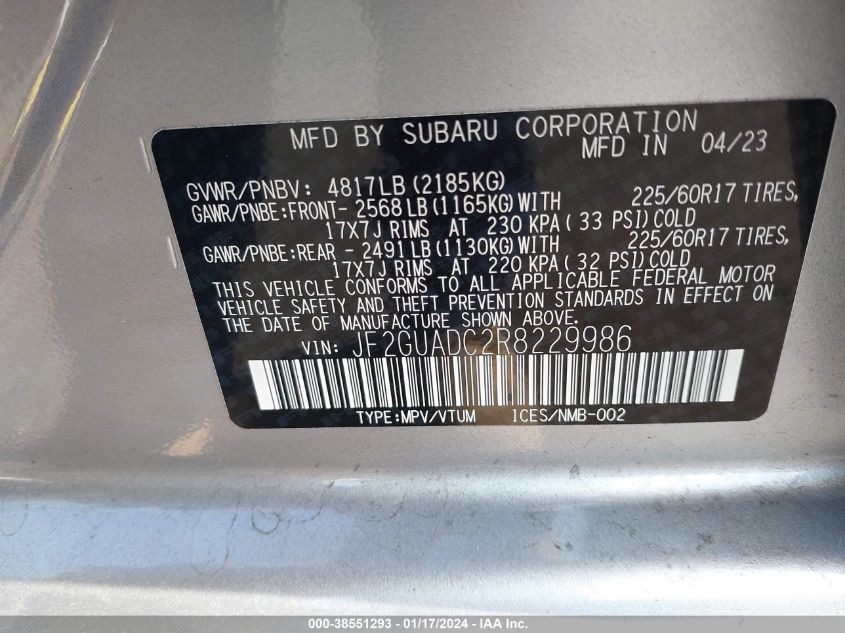 MFD BY SUBARU CORPORATION
MFD IN 04/23
GVWR/PNBV: 4817LB (2185KG)
GAWR/PNBE:FRONT- 2568LB (1165KG) WITH 225/60R17 TIRES,
17X7J RIMS AT 230 KPA ( 33 PSI) COLD
GAWR/PNBE:REAR - 2491LB (1130KG) WITH 225/60R17 TIRES,
17X7J RIMS AT 220 KPA ( 32 PSI) COLD
THIS VEHICLE CONFORMS TO ALL APPLICABLE FEDERAL MOTOR
VEHICLE SAFETY AND THEFT PREVENTION STANDARDS IN EFFECT ON
THE DATE OF MANUFACTURE SHOWN ABOVE.
VIN: JF2GUADC2R8229986
TYPE:MPV/VTUM ICES/NMB-002
000-38551293 - 01/17/2024 - IAA Inc.